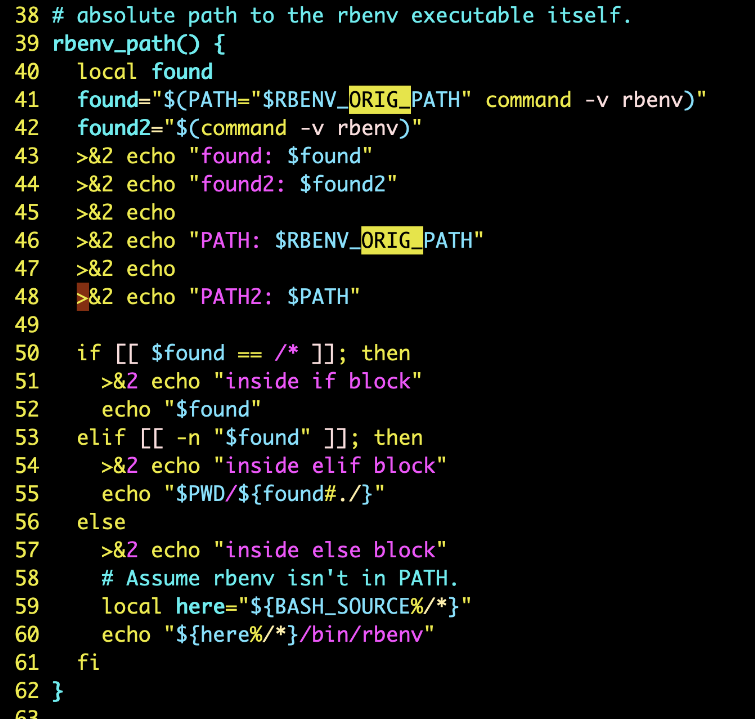 38 # absolute path to the rbenv executable itself.
39 rbenv_path() {
40   local found
41   found="$(PATH="$RBENV_ORIG_PATH" command -v rbenv)"
42   found2="$(command -v rbenv)"
43   >&2 echo "found: $found"
44   >&2 echo "found2: $found2"
45   >&2 echo
46   >&2 echo "PATH: $RBENV_ORIG_PATH"
47   >&2 echo
48   >&2 echo "PATH2: $PATH"
49
50   if [[ $found == /* ]]; then
51     >&2 echo "inside if block"
52     echo "$found"
53   elif [[ -n "$found" ]]; then
54     >&2 echo "inside elif block"
55     echo "$PWD/${found#./}"
56   else
57     >&2 echo "inside else block"
58     # Assume rbenv isn't in PATH.
59     local here="${BASH_SOURCE%/*}"
60     echo "${here%/*}/bin/rbenv"
61   fi
62 }
63